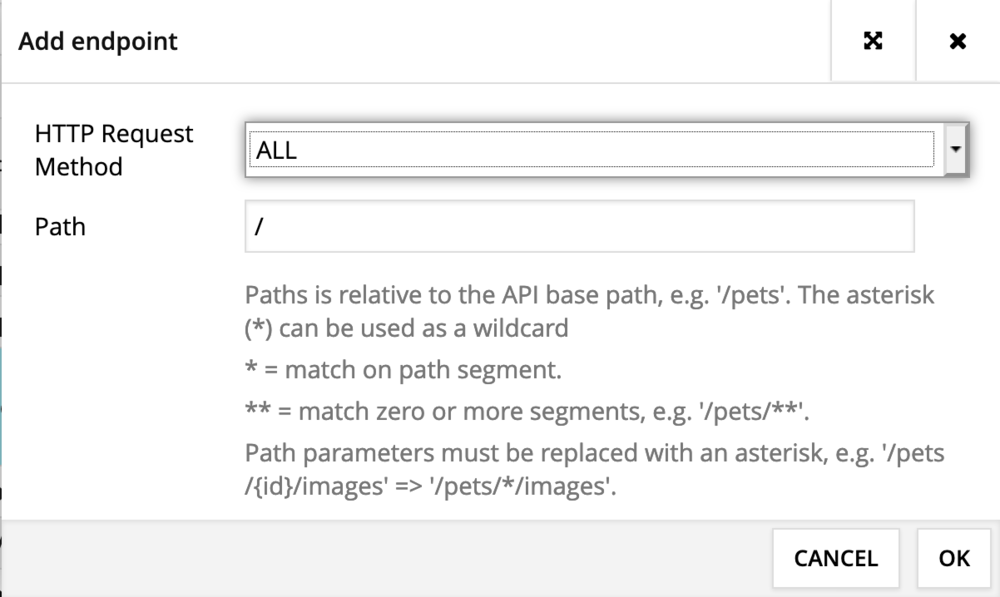 Add endpoint
HTTP Request
Method
ALL
Path
/
Paths is relative to the API base path, e.g. '/pets'. The asterisk
(*) can be used as a wildcard
* = match on path segment.
** = match zero or more segments, e.g. '/pets/**'.
Path parameters must be replaced with an asterisk, e.g. '/pets
/{id}/images' => '/pets/*/images'.
CANCEL
OK